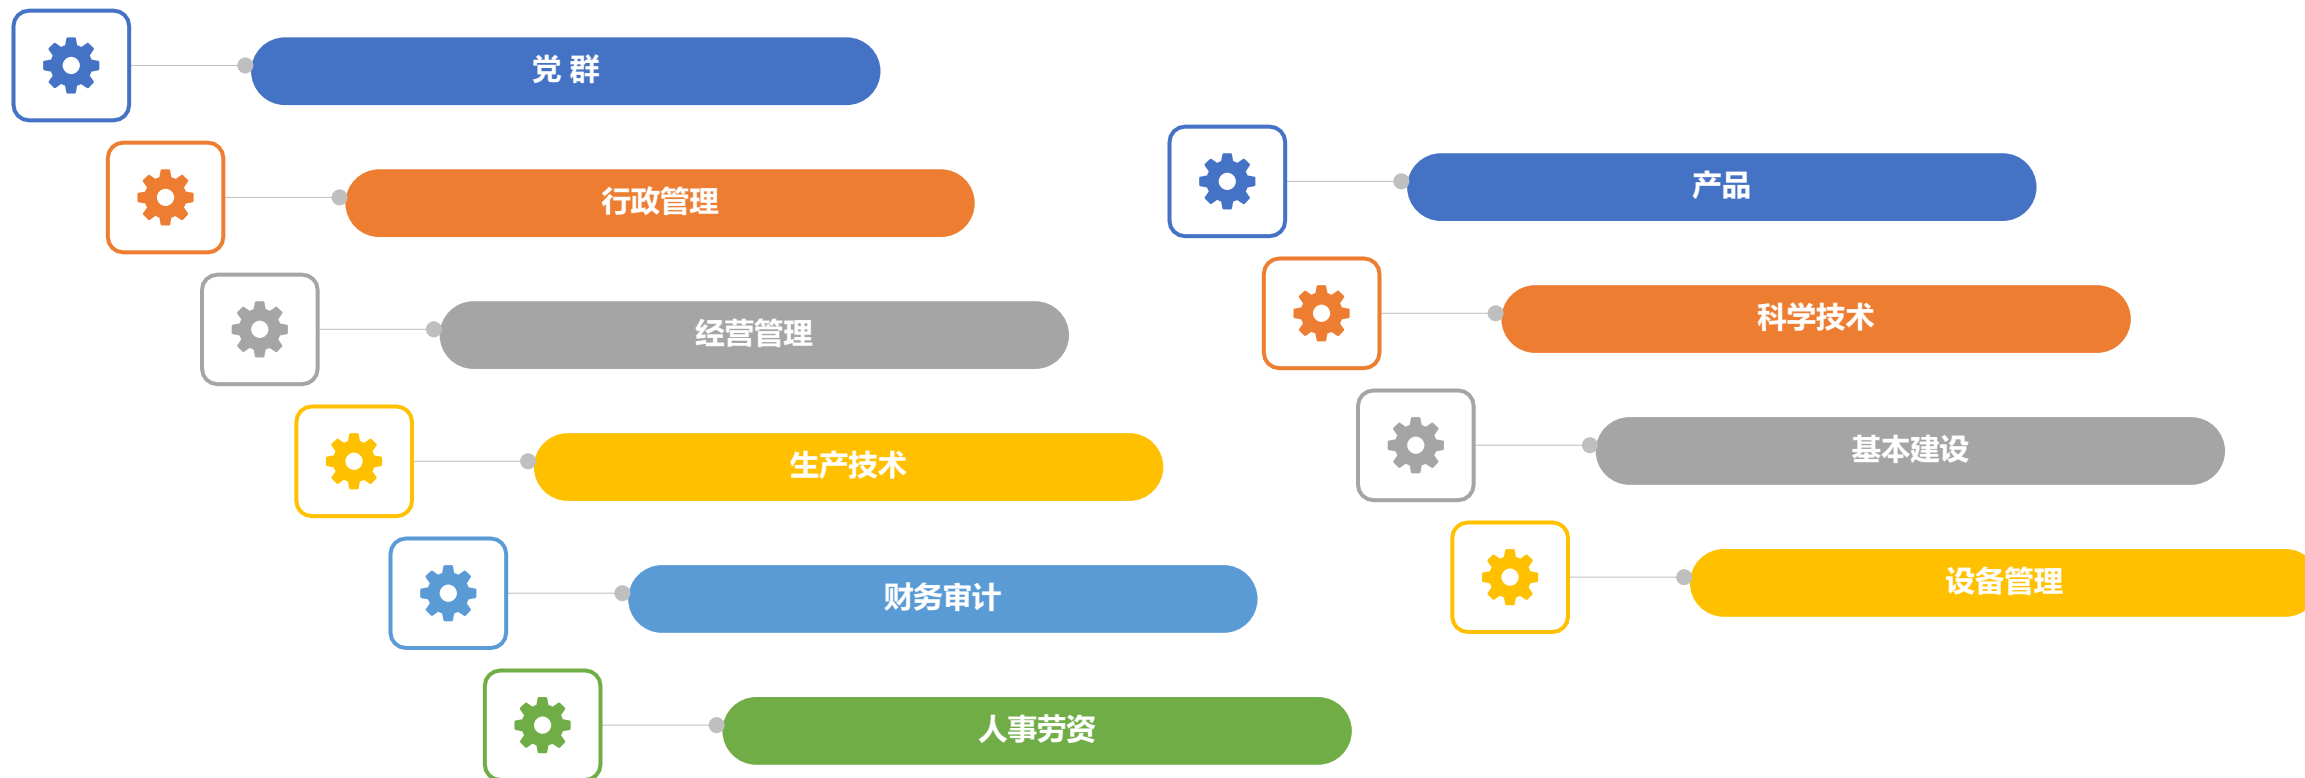 党 群
行政管理
经营管理
生产技术
财务审计
人事劳资
产品
科学技术
基本建设
设备管理